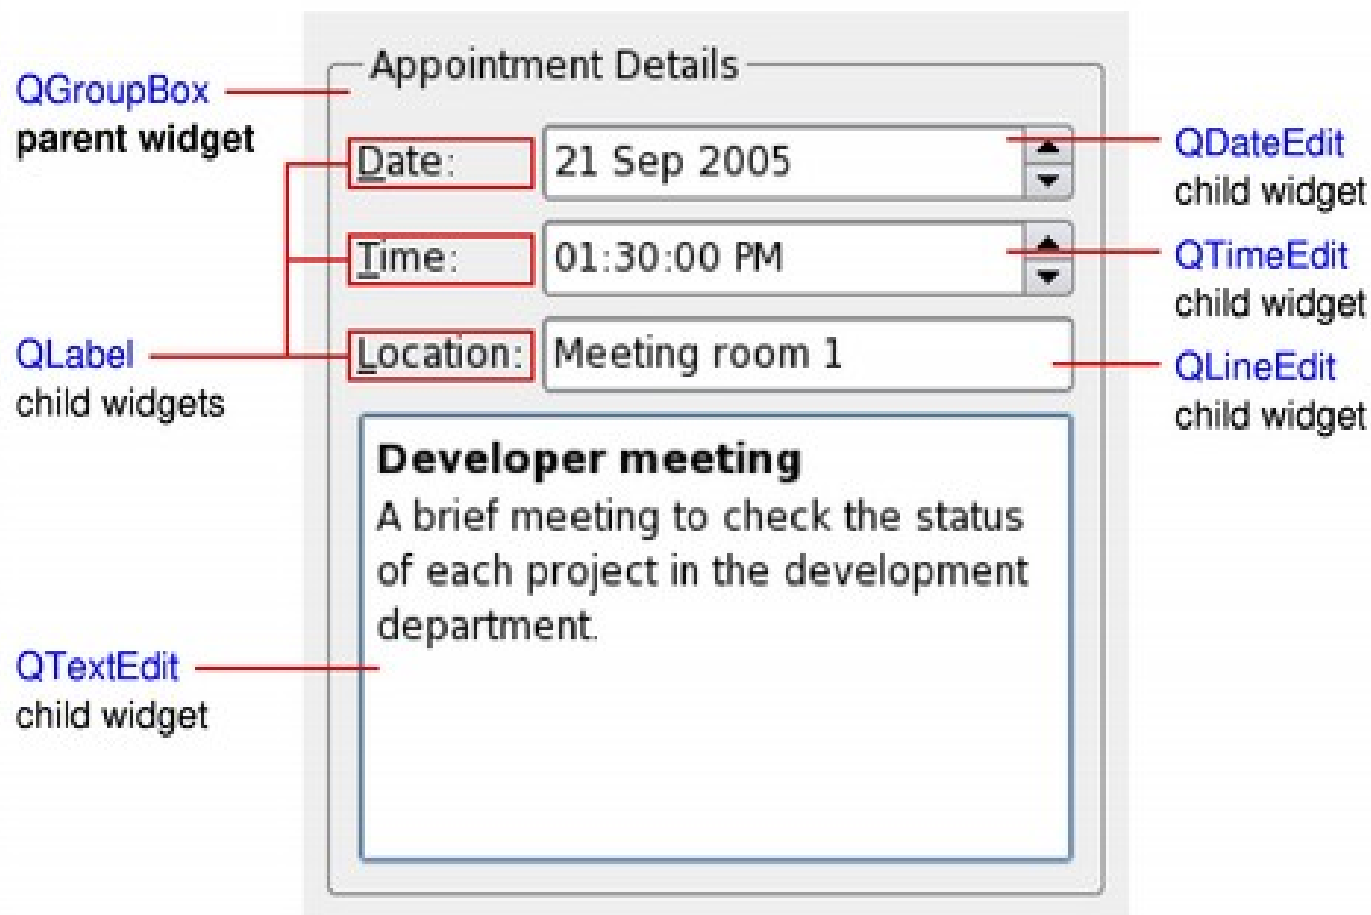 Appointment Details
QGroupBox
parent widget
Date:
21 Sep 2005
QDateEdit
child widget
Time:
01:30:00 PM
QTimeEdit
child widget
QLabel
child widgets
Location:
Meeting room 1
QLineEdit
child widget
Developer meeting
A brief meeting to check the status
of each project in the development
department.
QTextEdit
child widget